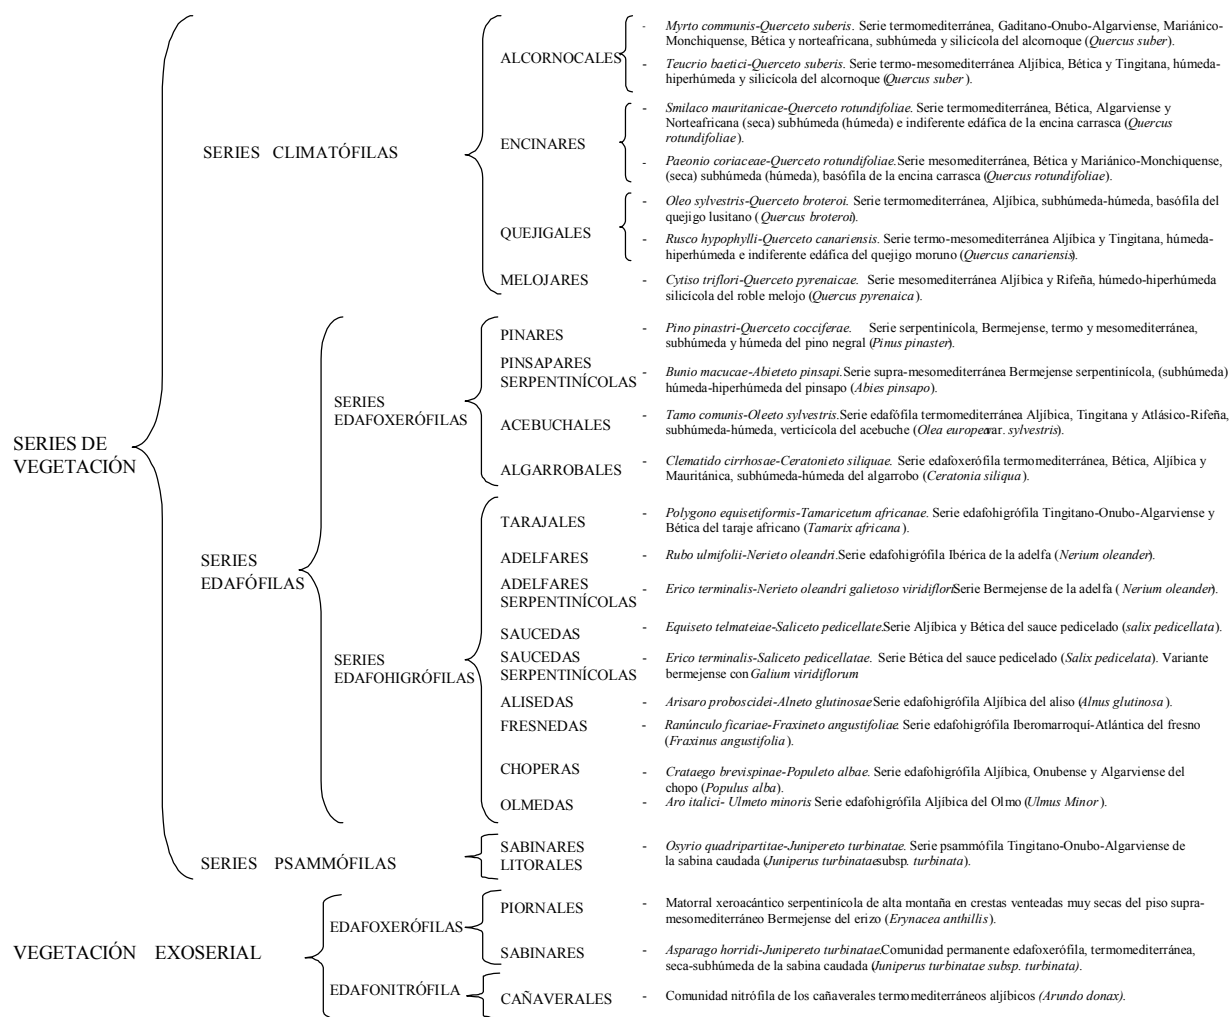 SERIES DE
VEGETACIÓN
SERIES CLIMATÓFILAS
ALCORNOCALES
- Myrto communis-Querceto suberis. Serie termomediterránea, Gaditano-Onubo-Algarviense, Mariánico-
Monchiquense, Bética y norteafricana, subhúmeda y silicícola del alcornoque (Quercus suber).
- Teucrio baetici-Querceto suberis. Serie termo-mesomediterránea Aljíbica, Bética y Tingitana, húmeda-
hiperhúmeda y silicícola del alcornoque (Quercus suber ).
ENCINARES
- Smilaco mauritanicae-Querceto rotundifoliae. Serie termomediterránea, Bética, Algarviense y
Norteafricana (seca) subhúmeda (húmeda) e indiferente edáfica de la encina carrasca (Quercus
rotundifoliae).
- Paeonio coriaceae-Querceto rotundifoliae.Serie mesomediterránea, Bética y Mariánico-Monchiquense,
(seca) subhúmeda (húmeda), basófila de la encina carrasca (Quercus rotundifoliae).
QUEJIGALES
- Oleo sylvestris-Querceto broteroi. Serie termomediterránea, Aljíbica, subhúmeda-húmeda, basófila del
quejigo lusitano ( Quercus broteroi).
- Rusco hypophylli-Querceto canariensis. Serie termo-mesomediterránea Aljíbica y Tingitana, húmeda-
hiperhúmeda e indiferente edáfica del quejigo moruno (Quercus canariensis).
MELOJARES
- Cytiso triflori-Querceto pyrenaicae. Serie mesomediterránea Aljíbica y Rifeña, húmedo-hiperhúmeda
silicícola del roble melojo (Quercus pyrenaica ).
SERIES
EDAFÓFILAS
SERIES
EDAFOXERÓFILAS
PINARES
- Pino pinastri-Querceto cocciferae. Serie serpentinícola, Bermejense, termo y mesomediterránea,
subhúmeda y húmeda del pino negral (Pinus pinaster).
PINSAPARES
SERPENTINÍCOLAS
- Bunio macucae-Abieteto pinsapi.Serie supra-mesomediterránea Bermejense serpentinícola, (subhúmeda)
húmeda-hiperhúmeda del pinsapo (Abies pinsapo).
ACEBUCHALES
- Tamo comunis-Oleeto sylvestris.Serie edafófila termomediterránea Aljíbica, Tingitana y Atlásico-Rifeña,
subhúmeda-húmeda, verticícola del acebuche (Olea europea var. sylvestris).
ALGARROBALES
- Clematido cirrhosae-Ceratonieto siliquae. Serie edafoxerófila termomediterránea, Bética, Aljíbica y
Mauritánica, subhúmeda-húmeda del algarrobo (Ceratonia siliqua ).
SERIES
EDAFOHIGRÓFILAS
TARAJALES
- Polygono equisetiformis-Tamaricetum africanae. Serie edafohigrófila Tingitano-Onubo-Algarviense y
Bética del taraje africano (Tamarix africana ).
ADELFARES
- Rubo ulmifolii-Nerieto oleandri.Serie edafohigrófila Ibérica de la adelfa (Nerium oleander).
ADELFARES
SERPENTINÍCOLAS
- Erico terminalis-Nerieto oleandri galietoso viridifloriSerie Bermejense de la adelfa ( Nerium oleander).
SAUCEDAS
- Equiseto telmateiae-Saliceto pedicellate.Serie Aljíbica y Bética del sauce pedicelado (salix pedicellata).
SAUCEDAS
SERPENTINÍCOLAS
- Erico terminalis-Saliceto pedicellatae. Serie Bética del sauce pedicelado (Salix pedicelata). Variante
bermejense con Galium viridiflorum
ALISEDAS
- Arisaro proboscidei-Alneto glutinosae Serie edafohigrófila Aljíbica del aliso (Alnus glutinosa ).
FRESNEDAS
- Ranúnculo ficariae-Fraxineto angustifoliae. Serie edafohigrófila Iberomarroquí-Atlántica del fresno
(Fraxinus angustifolia ).
CHOPERAS
- Crataego brevispinae-Populeto albae. Serie edafohigrófila Aljíbica, Onubense y Algarviense del
chopo (Populus alba).
OLMEDAS
- Aro italici- Ulmeto minoris Serie edafohigrófila Aljíbica del Olmo (Ulmus Minor ).
SERIES PSAMMÓFILAS
SABINARES
LITORALES
- Osyrio quadripartitae-Junipereto turbinatae. Serie psammófila Tingitano-Onubo-Algarviense de
la sabina caudada (Juniperus turbinatae subsp. turbinata).
VEGETACIÓN EXOSERIAL
EDAFOXERÓFILAS
PIORNALES
- Matorral xeroacántico serpentinícola de alta montaña en crestas venteadas muy secas del piso supra-
mesomediterráneo Bermejense del erizo (Erynacea anthillis).
SABINARES
- Asparago horridi-Junipereto turbinatae.Comunidad permanente edafoxerófila, termomediterránea,
seca-subhúmeda de la sabina caudada (Juniperus turbinatae subsp. turbinata).
EDAFONITRÓFILA
CAÑAVERALES
- Comunidad nitrófila de los cañaverales termomediterráneos aljíbicos (Arundo donax).